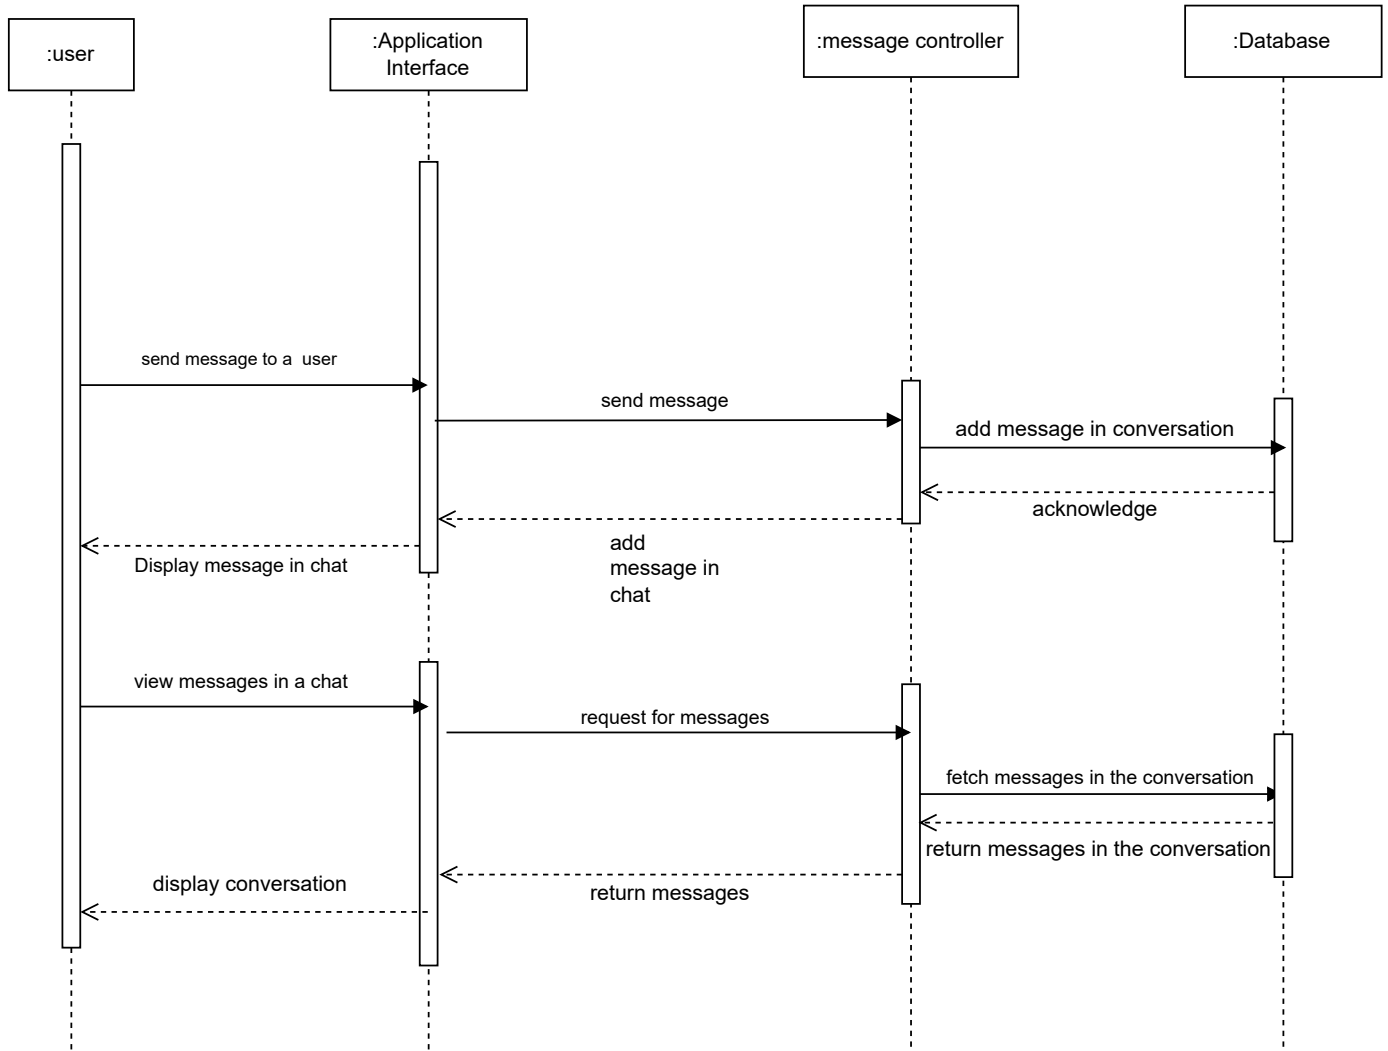 :user
:Application
Interface
:message controller
:Database
send message to a  user
send message
add message in conversation
acknowledge
add
message in
chat
Display message in chat
view messages in a chat
request for messages
fetch messages in the conversation
return messages in the conversation
return messages
display conversation